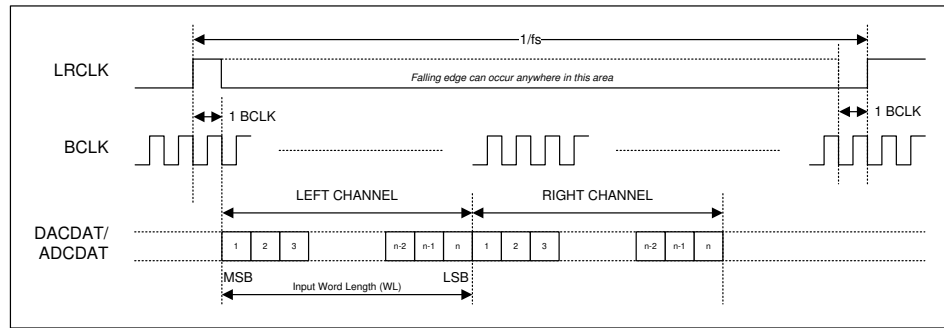 1/fs
LRCLK
Falling edge can occur anywhere in this area
1 BCLK
1 BCLK
BCLK
LEFT CHANNEL
RIGHT CHANNEL
DACDAT/
ADCDAT
1 2 3 n-2 n-1 n 1 2 3 n-2 n-1 n
MSB
LSB
Input Word Length (WL)